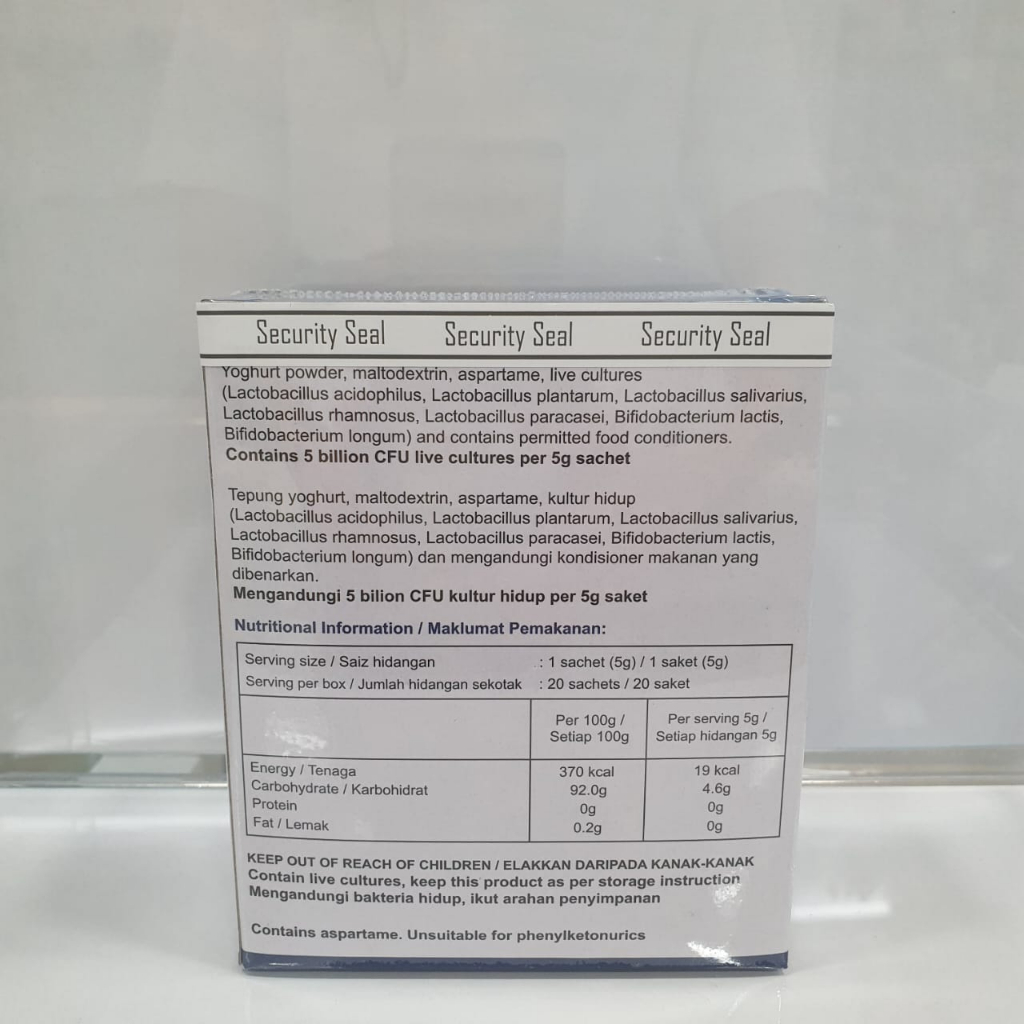 Security Seal Security Seal Security Seal
Yoghurt powder, maltodextrin, aspartame, live cultures
(Lactobacillus acidophilus, Lactobacillus plantarum, Lactobacillus salivarius,
Lactobacillus rhamnosus, Lactobacillus paracasei, Bifidobacterium lactis,
Bifidobacterium longum) and contains permitted food conditioners.
Contains 5 billion CFU live cultures per 5g sachet
Tepung yoghurt, maltodextrin, aspartame, kultur hidup
(Lactobacillus acidophilus, Lactobacillus plantarum, Lactobacillus salivarius,
Lactobacillus rhamnosus, Lactobacillus paracasei, Bifidobacterium lactis,
Bifidobacterium longum) dan mengandungi kondisioner makanan yang
dibenarkan.
Mengandungi 5 bilion CFU kultur hidup per 5g saket
Nutritional Information / Maklumat Pemakanan:
Serving size / Saiz hidangan : 1 sachet (5g) / 1 saket (5g)
Serving per box / Jumlah hidangan sekotak : 20 sachets / 20 saket
Per 100g / Per serving 5g /
Setiap 100g Setiap hidangan 5g
Energy / Tenaga 370 kcal 19 kcal
Carbohydrate / Karbohidrat 92.0g 4.6g
Protein 0g 0g
Fat / Lemak 0.2g 0g
KEEP OUT OF REACH OF CHILDREN / ELAKKAN DARIPADA KANAK-KANAK
Contain live cultures, keep this product as per storage instruction
Mengandungi bakteria hidup, ikut arahan penyimpanan
Contains aspartame. Unsuitable for phenylketonurics